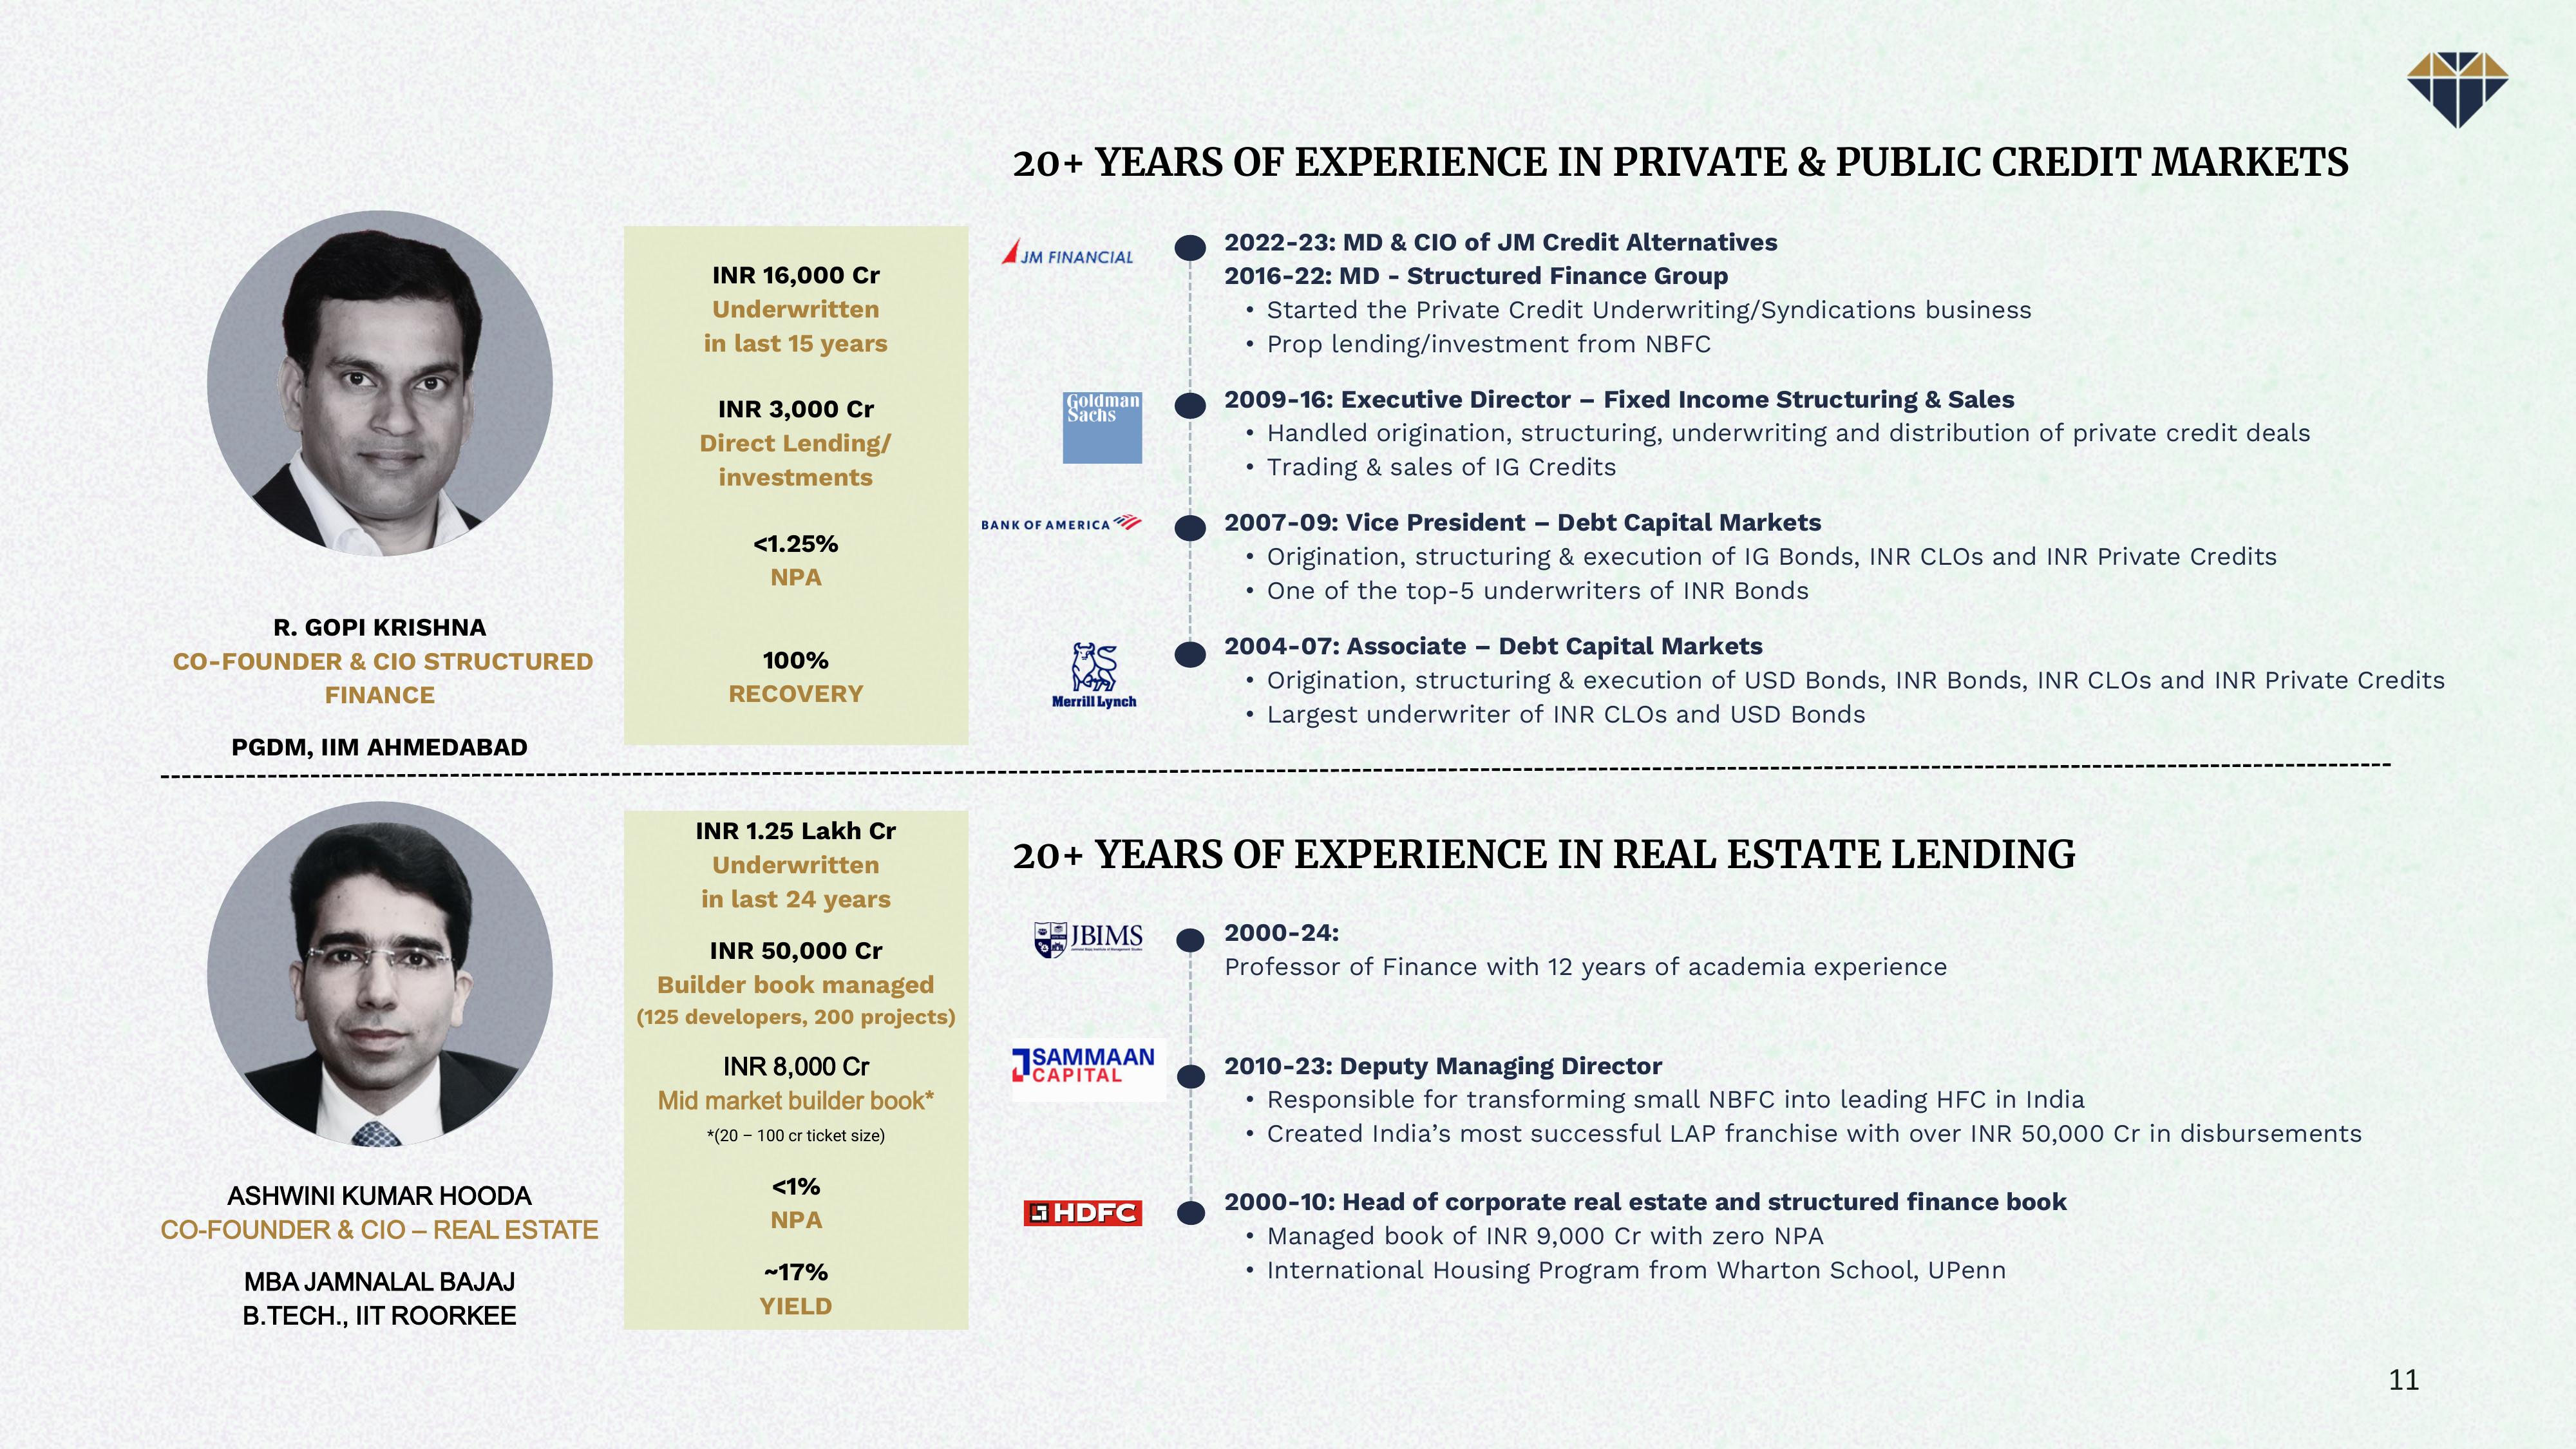 20+ YEARS OF EXPERIENCE IN PRIVATE & PUBLIC CREDIT MARKETS
R. GOPI KRISHNA
CO-FOUNDER & CIO STRUCTURED
FINANCE
PGDM, IIM AHMEDABAD
INR 16,000 Cr
Underwritten
in last 15 years
INR 3,000 Cr
Direct Lending/
investments
<1.25%
NPA
100%
RECOVERY
JM FINANCIAL
2022-23: MD & CIO of JM Credit Alternatives
2016-22: MD - Structured Finance Group
• Started the Private Credit Underwriting/Syndications business
• Prop lending/investment from NBFC
Goldman
Sachs
2009-16: Executive Director – Fixed Income Structuring & Sales
• Handled origination, structuring, underwriting and distribution of private credit deals
• Trading & sales of IG Credits
BANK OF AMERICA
2007-09: Vice President – Debt Capital Markets
• Origination, structuring & execution of IG Bonds, INR CLOs and INR Private Credits
• One of the top-5 underwriters of INR Bonds
Merrill Lynch
2004-07: Associate – Debt Capital Markets
• Origination, structuring & execution of USD Bonds, INR Bonds, INR CLOs and INR Private Credits
• Largest underwriter of INR CLOs and USD Bonds
ASHWINI KUMAR HOODA
CO-FOUNDER & CIO – REAL ESTATE
MBA JAMNALAL BAJAJ
B.TECH., IIT ROORKEE
INR 1.25 Lakh Cr
Underwritten
in last 24 years
INR 50,000 Cr
Builder book managed
(125 developers, 200 projects)
INR 8,000 Cr
Mid market builder book*
*(20 – 100 cr ticket size)
<1%
NPA
~17%
YIELD
20+ YEARS OF EXPERIENCE IN REAL ESTATE LENDING
JBIMS
2000-24:
Professor of Finance with 12 years of academia experience
SAMMAAN
CAPITAL
2010-23: Deputy Managing Director
• Responsible for transforming small NBFC into leading HFC in India
• Created India’s most successful LAP franchise with over INR 50,000 Cr in disbursements
HDFC
2000-10: Head of corporate real estate and structured finance book
• Managed book of INR 9,000 Cr with zero NPA
• International Housing Program from Wharton School, UPenn
11